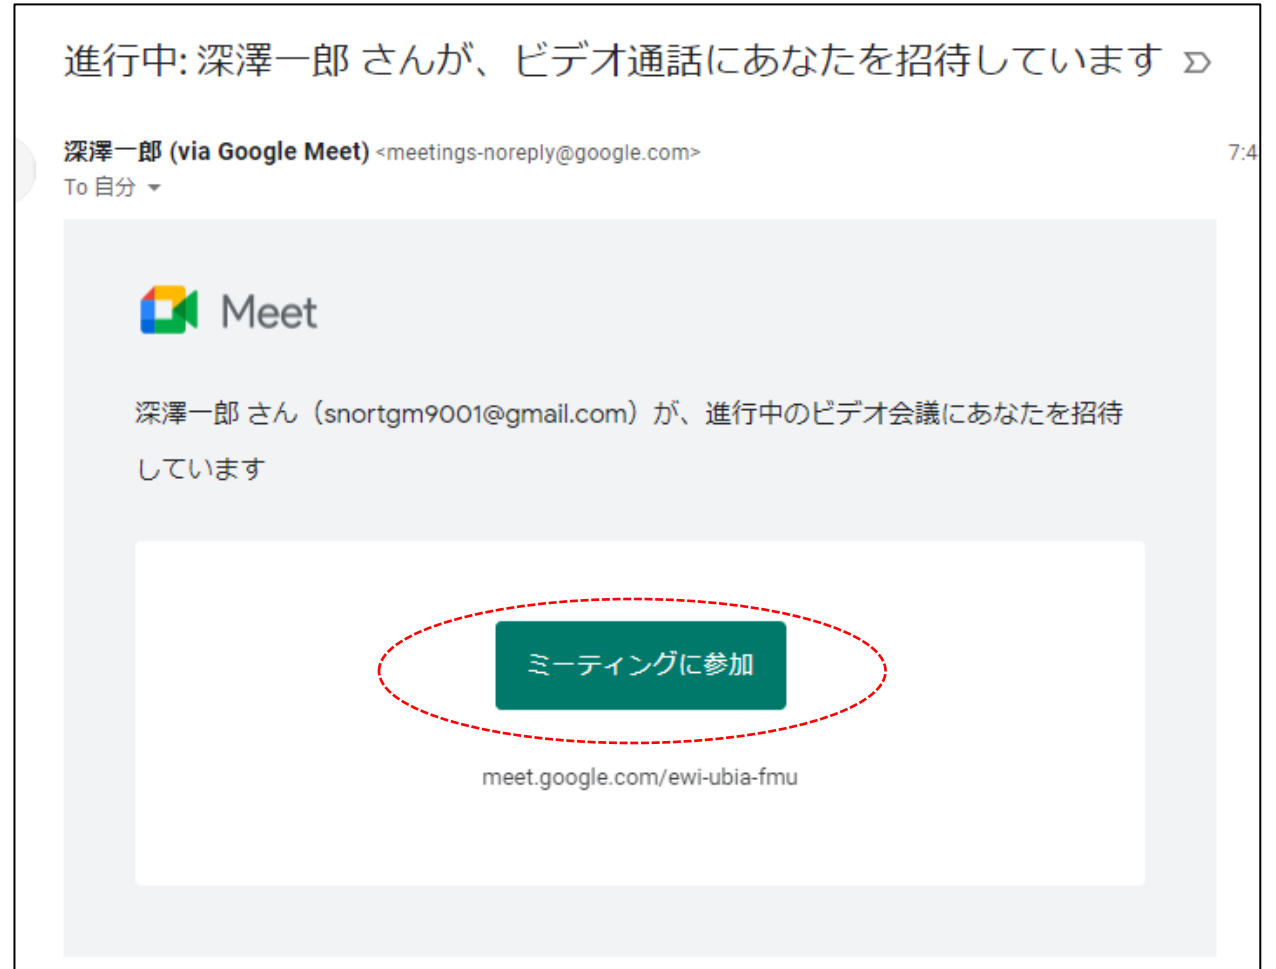 進行中: 深澤一郎 さんが、ビデオ通話にあなたを招待しています
深澤一郎 (via Google Meet) <meetings-noreply@google.com>
7:4
To 自分
Meet
深澤一郎 さん（snortgm9001@gmail.com）が、進行中のビデオ会議にあなたを招待
しています
ミーティングに参加
meet.google.com/ewi-ubia-fmu